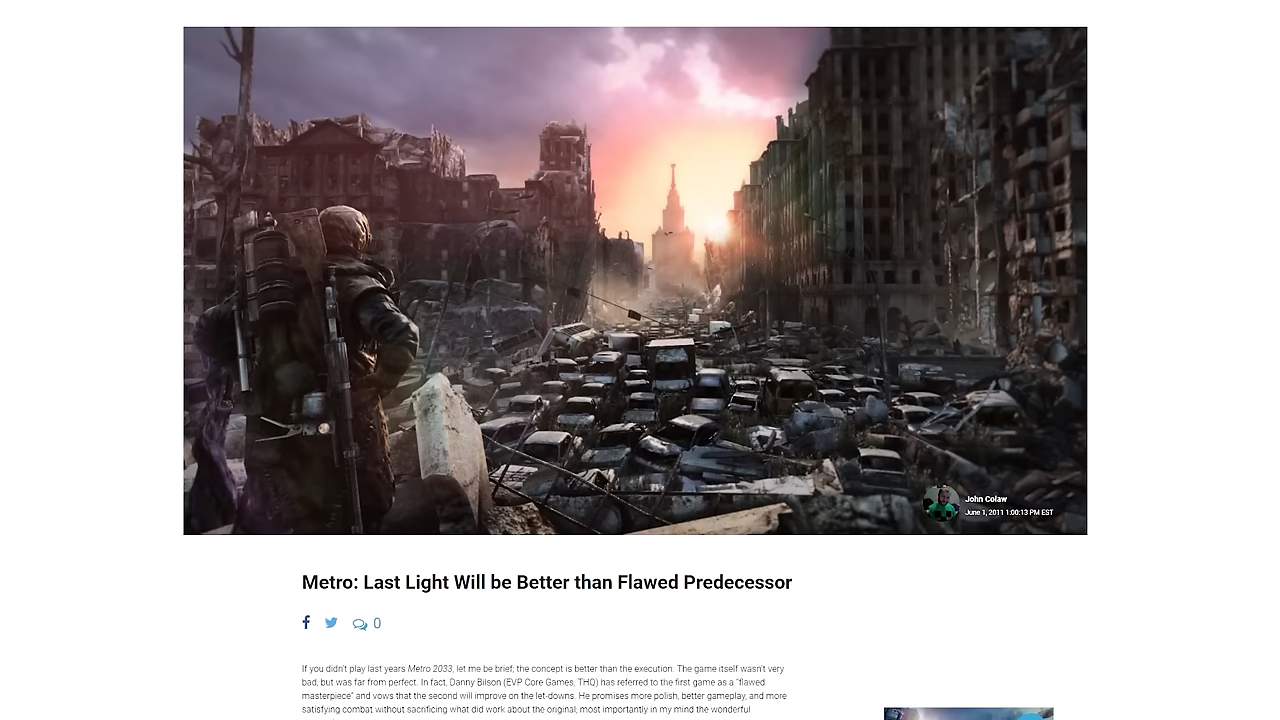 John Colaw
June 1, 2011 1:00:13 PM EST
Metro: Last Light Will be Better than Flawed Predecessor
0
If you didn't play last years Metro 2033, let me be brief; the concept is better than the execution. The game itself wasn't very
bad, but was far from perfect. In fact, Danny Bilson (EVP Core Games, THQ) has referred to the first game as a "flawed
masterpiece" and vows that the second will improve on the let-downs. He promises more polish, better gameplay, and more
satisfying combat without sacrificing what did work about the original; most importantly in my mind the wonderful